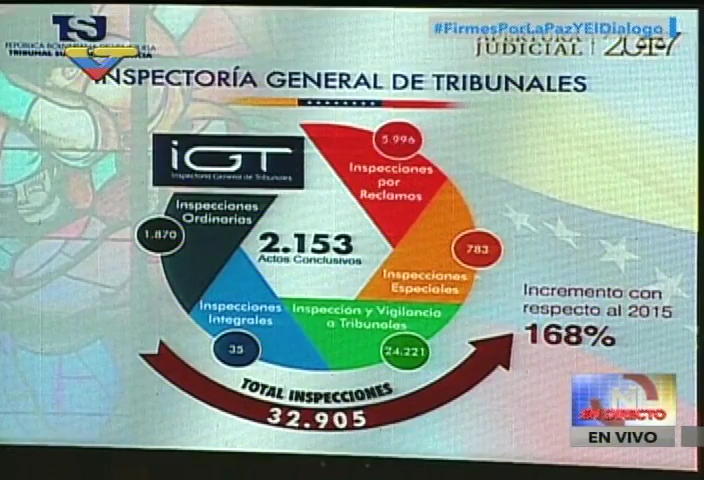 #FirmesPorLaPazYElDialogo
TSJ
REPÚBLICA BOLIVARIANA DE VENEZUELA
TRIBUNAL SUPREMO DE JUSTICIA
APERTURA
JUDICIAL 2017
INSPECTORÍA GENERAL DE TRIBUNALES
IGT
Inspectoría General de Tribunales
5.996
Inspecciones
por
Reclamos
783
Inspecciones
Especiales
Inspección y Vigilancia
a Tribunales
24.221
Inspecciones
Integrales
35
Inspecciones
Ordinarias
1.870
2.153
Actos Conclusivos
TOTAL INSPECCIONES
32.905
Incremento con
respecto al 2015
168%
EN DIRECTO
EN VIVO